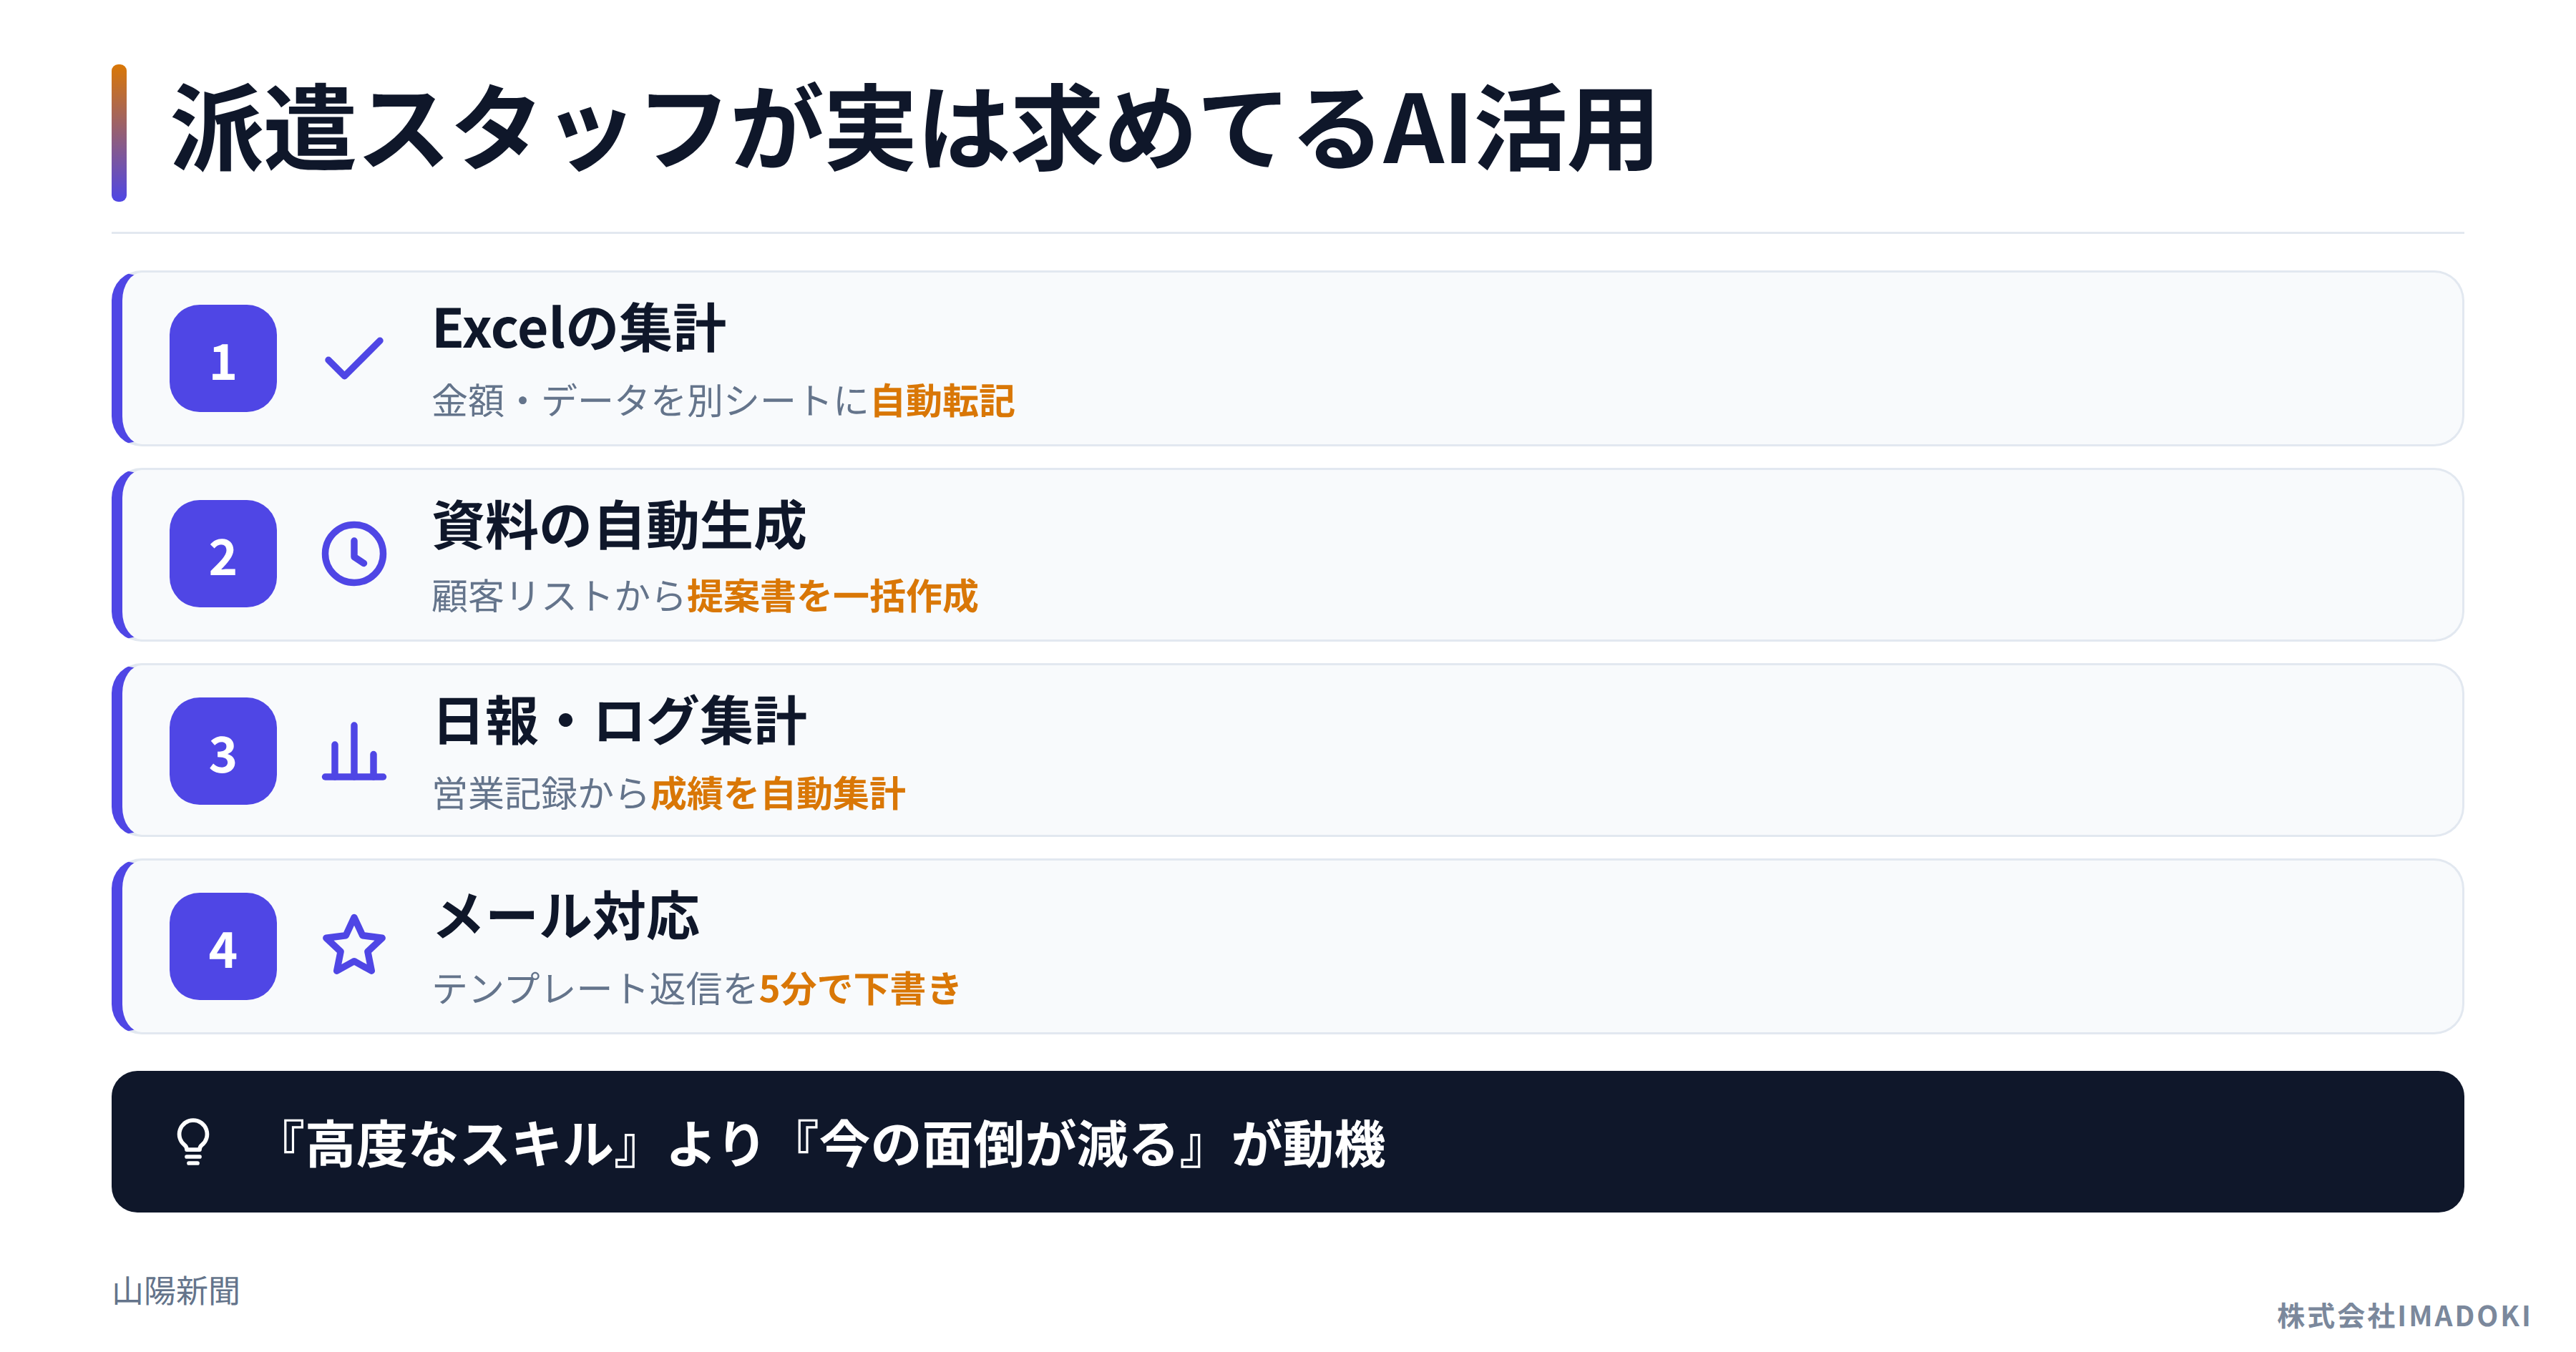 派遣スタッフが実は求めてるAI活用
1
Excelの集計
金額・データを別シートに自動転記
2
資料の自動生成
顧客リストから提案書を一括作成
3
日報・ログ集計
営業記録から成績を自動集計
4
メール対応
テンプレート返信を5分で下書き
『高度なスキル』より『今の面倒が減る』が動機
山陽新聞
株式会社IMADOKI